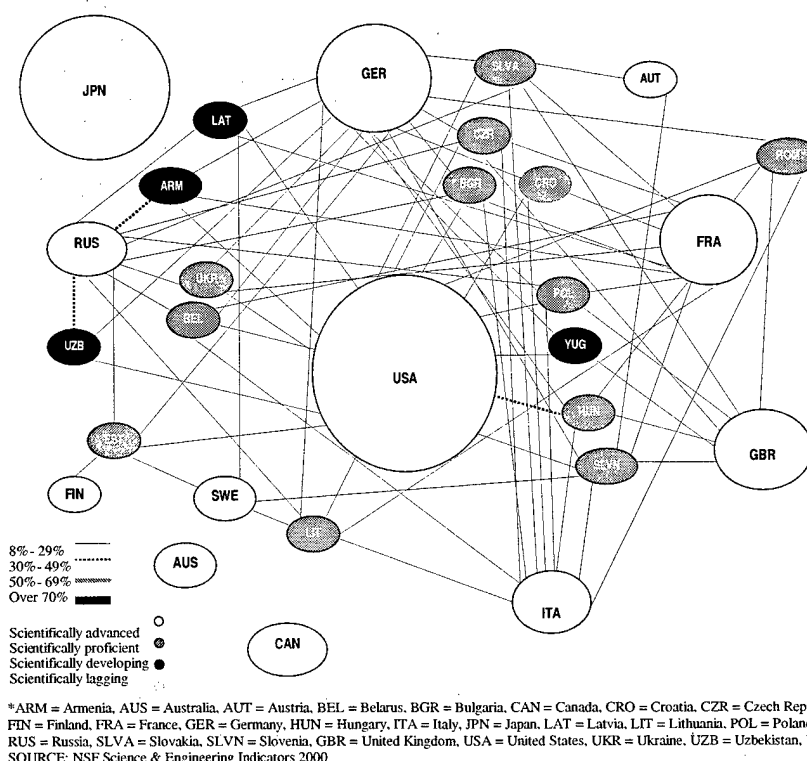 JPN
GER
SLVA
AUT
LAT
CZR
ROM
ARM
BGR
CRO
RUS
FRA
UKR
POL
BEL
UZB
YUG
USA
HUN
EST
GBR
SLVN
FIN
SWE
LIT
8%- 29%
30%- 49%
50%- 69%
Over 70%
AUS
ITA
CAN
Scientifically advanced
Scientifically proficient
Scientifically developing
Scientifically lagging
*ARM = Armenia, AUS = Australia, AUT = Austria, BEL = Belarus, BGR = Bulgaria, CAN = Canada, CRO = Croatia, CZR = Czech Rep
FIN = Finland, FRA = France, GER = Germany, HUN = Hungary, ITA = Italy, JPN = Japan, LAT = Latvia, LIT = Lithuania, POL = Poland
RUS = Russia, SLVA = Slovakia, SLVN = Slovenia, GBR = United Kingdom, USA = United States, UKR = Ukraine, UZB = Uzbekistan,
SOURCE: NSF Science & Engineering Indicators 2000